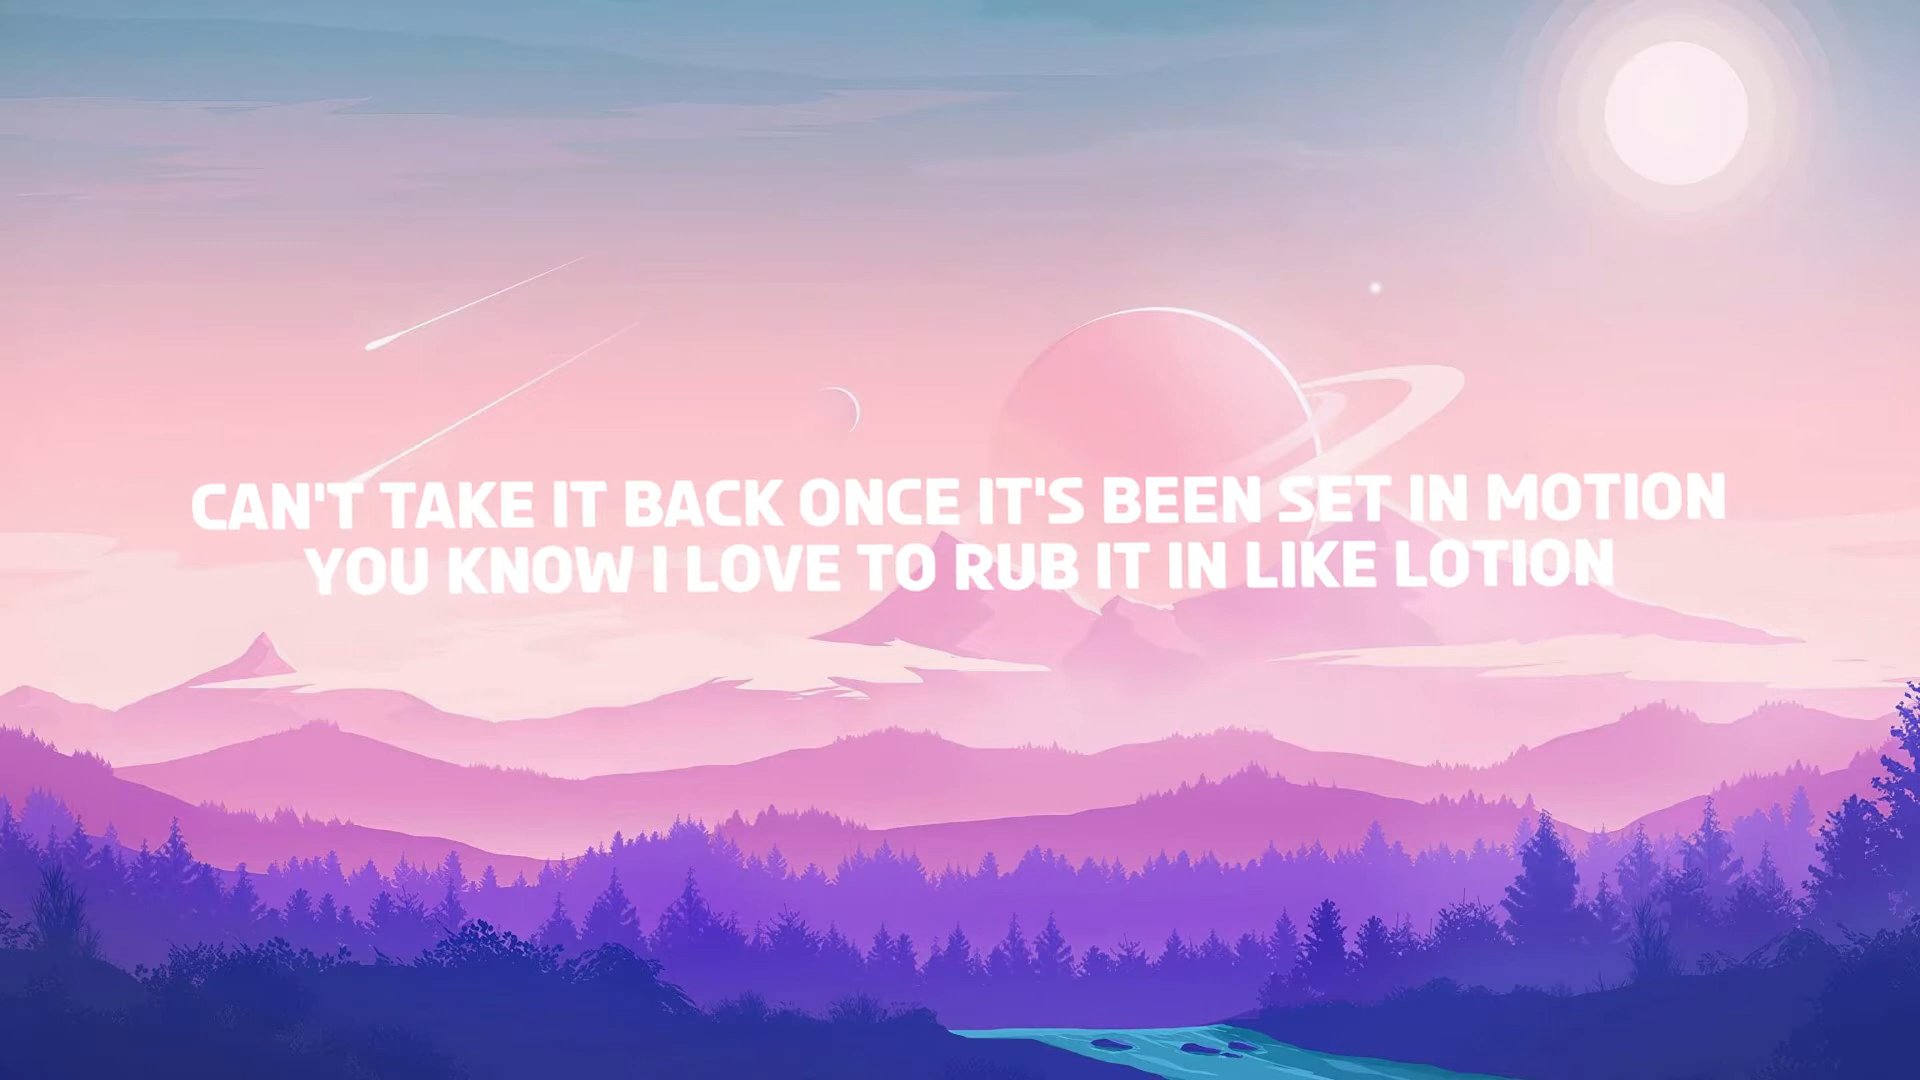 CAN'T TAKE IT BACK ONCE IT'S BEEN SET IN MOTION
YOU KNOW I LOVE TO RUB IT IN LIKE LOTION